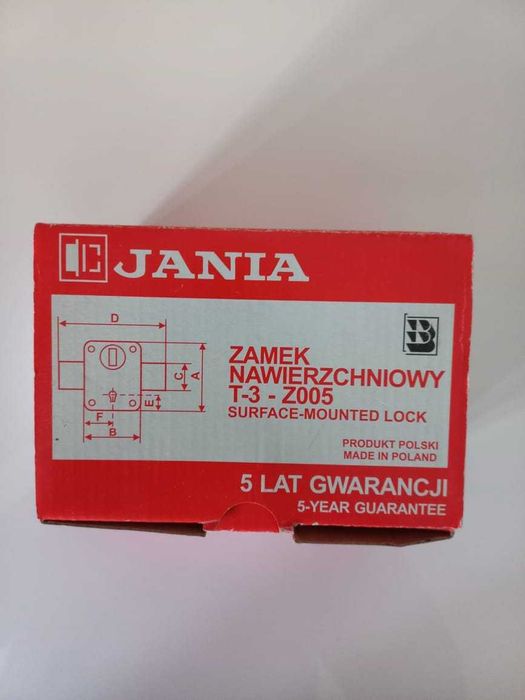 JANIA
D
ZAMEK
NAWIERZCHNIOWY
T-3 - Z005
SURFACE-MOUNTED LOCK
C
A
E
F
B
PRODUKT POLSKI
MADE IN POLAND
5 LAT GWARANCJI
5-YEAR GUARANTEE
B